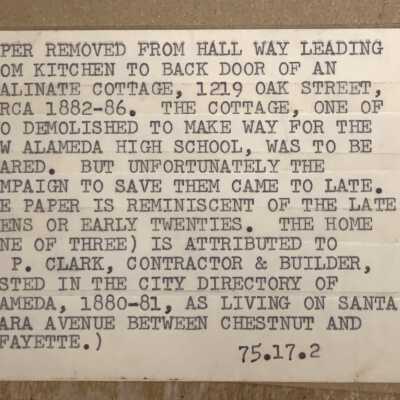 PER REMOVED FROM HALL WAY LEADING
OM KITCHEN TO BACK DOOR OF AN
ALINATE COTTAGE, 1219 OAK STREET,
RCA 1882-86. THE COTTAGE, ONE OF
O DEMOLISHED TO MAKE WAY FOR THE
W ALAMEDA HIGH SCHOOL, WAS TO BE
ARED. BUT UNFORTUNATELY THE
MPAIGN TO SAVE THEM CAME TO LATE.
E PAPER IS REMINISCENT OF THE LATE
ENS OR EARLY TWENTIES. THE HOME
NE OF THREE) IS ATTRIBUTED TO
P. CLARK, CONTRACTOR & BUILDER,
STED IN THE CITY DIRECTORY OF
AMEDA, 1880-81, AS LIVING ON SANTA
ARA AVENUE BETWEEN CHESTNUT AND
FAYETTE.)
75.17.2